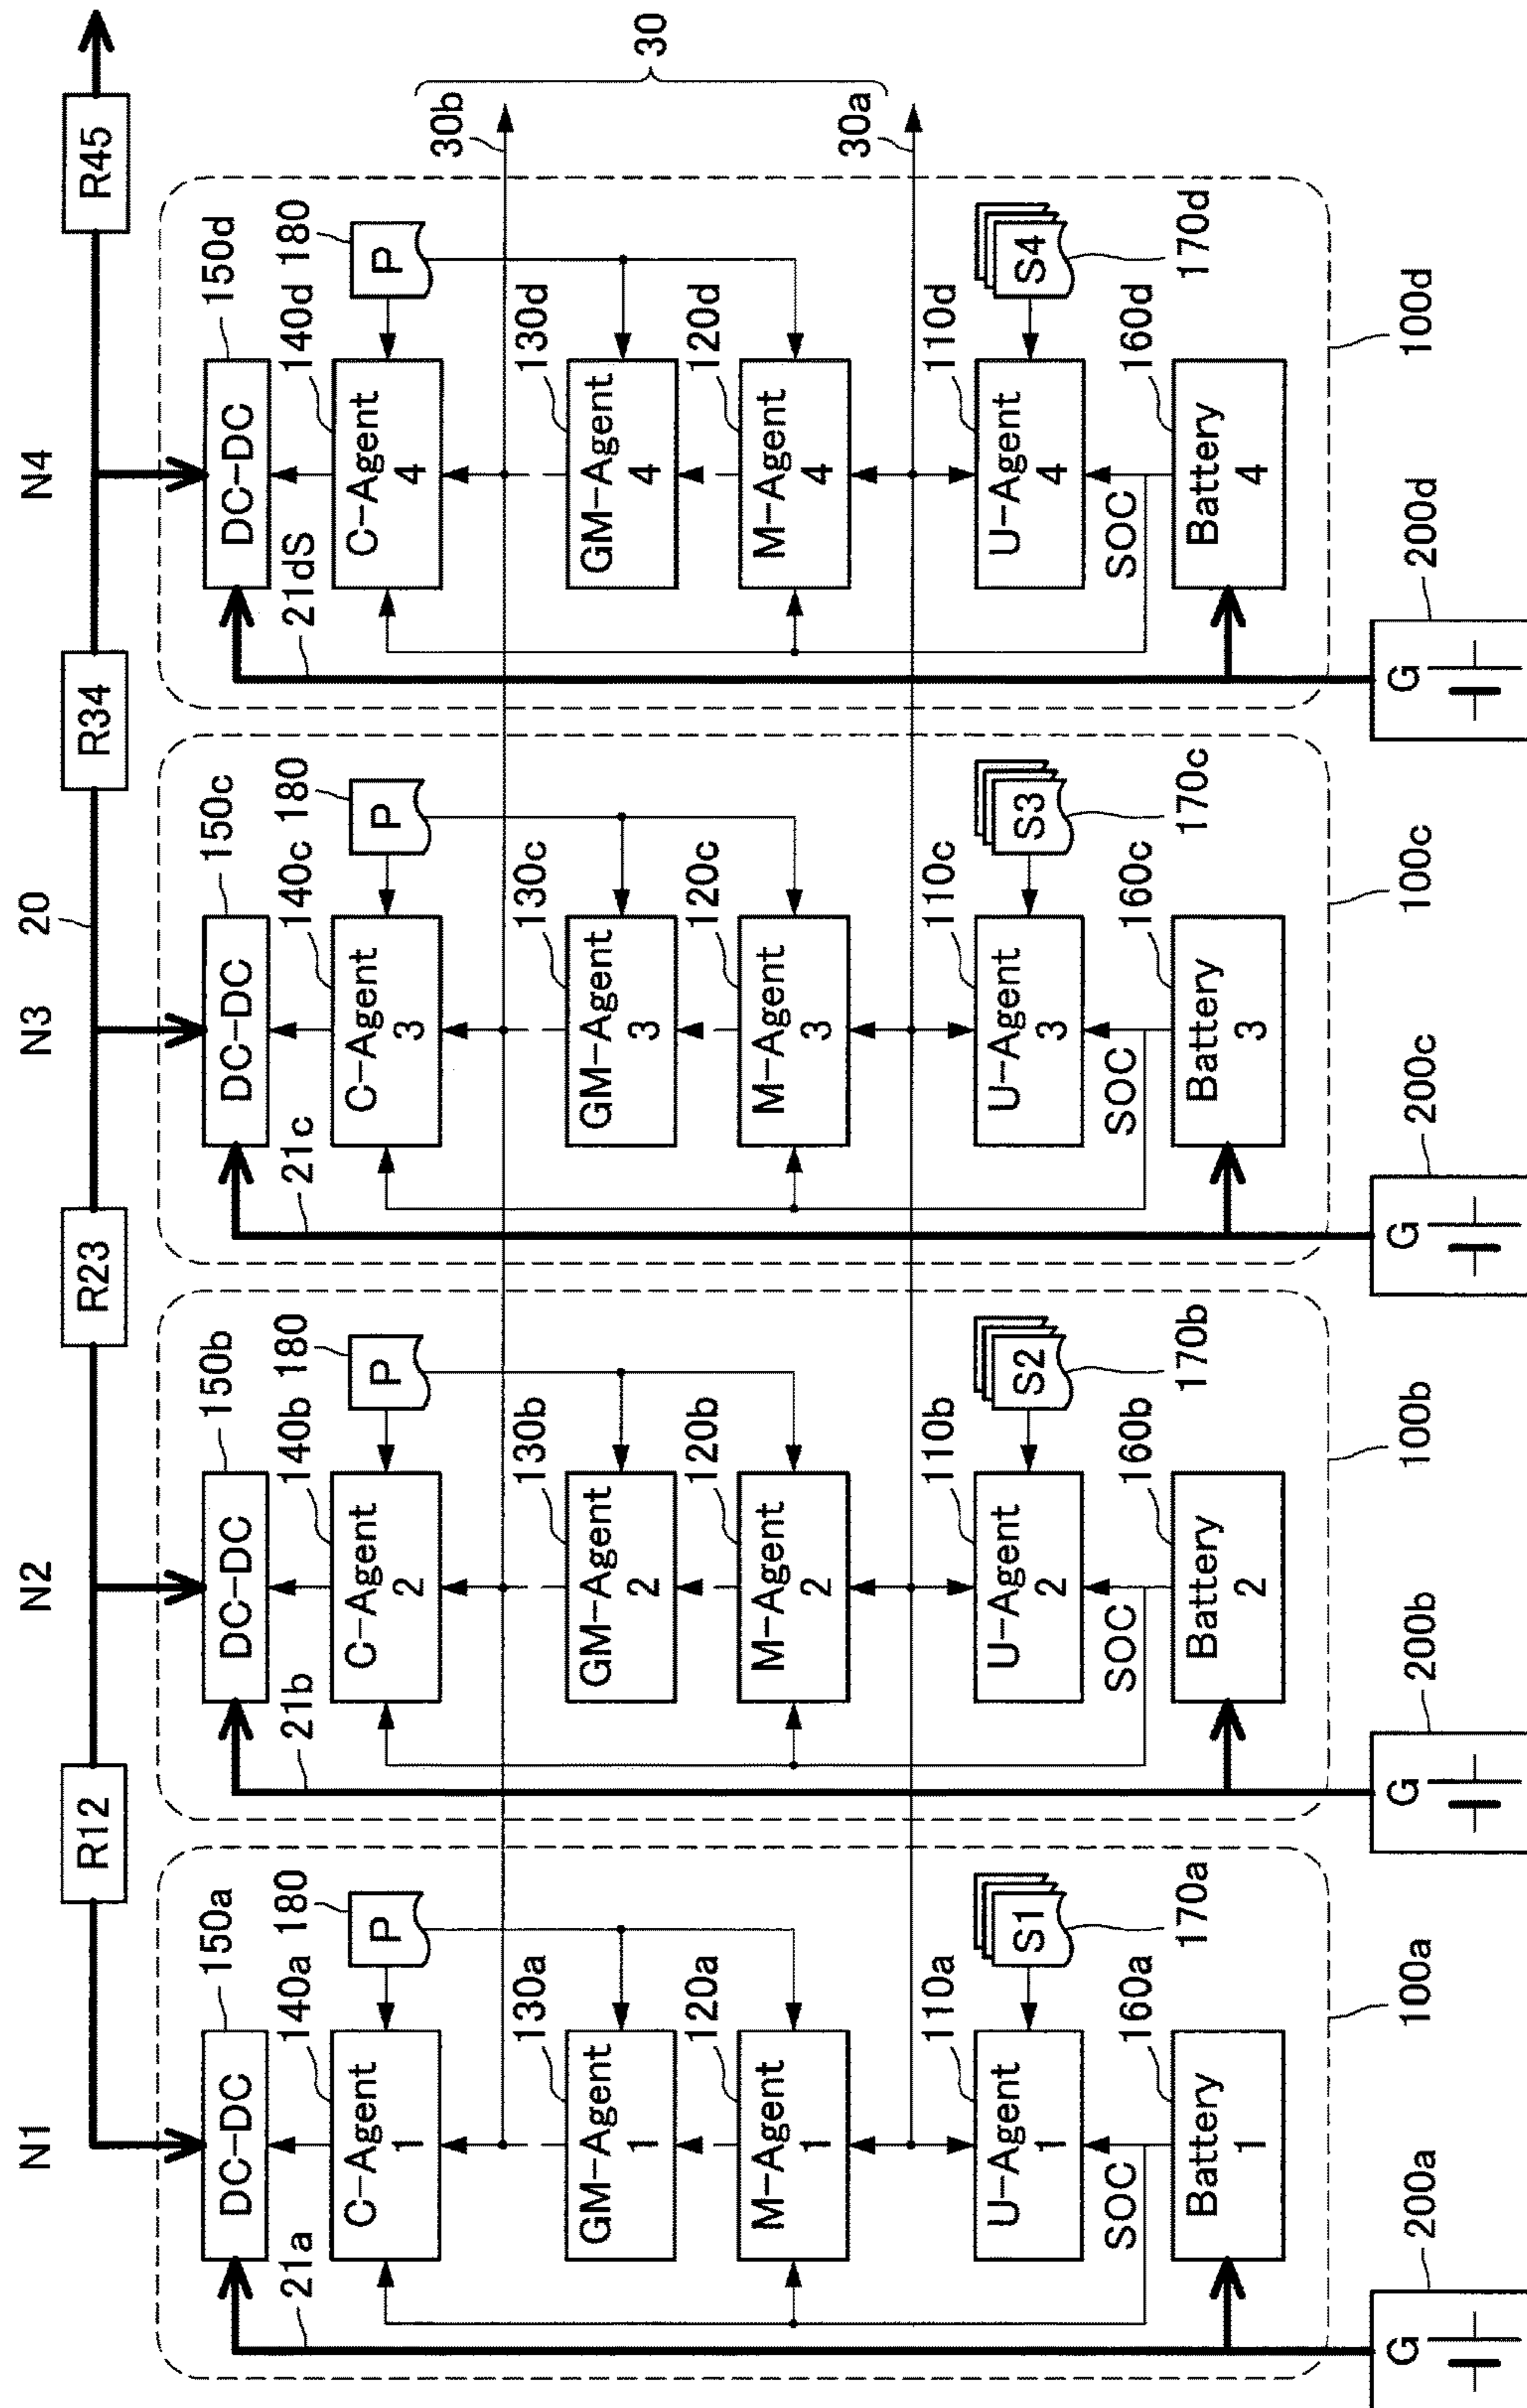 N1
N2
N3
20
N4
R12
R23
R34
R45
150a
DC-DC
21a
140a
C-Agent
1
180
P
130a
GM-Agent
1
120a
M-Agent
1
110a
U-Agent
1
S1
170a
SOC
160a
Battery
1
100a
200a
G
150b
DC-DC
21b
140b
C-Agent
2
180
P
130b
GM-Agent
2
120b
M-Agent
2
110b
U-Agent
2
S2
170b
SOC
160b
Battery
2
100b
200b
G
150c
DC-DC
21c
140c
C-Agent
3
180
P
130c
GM-Agent
3
120c
M-Agent
3
110c
U-Agent
3
S3
170c
SOC
160c
Battery
3
100c
200c
G
150d
DC-DC
21dS
140d
C-Agent
4
180
P
130d
GM-Agent
4
120d
M-Agent
4
110d
U-Agent
4
S4
170d
SOC
160d
Battery
4
100d
200d
G
30b
30
30a